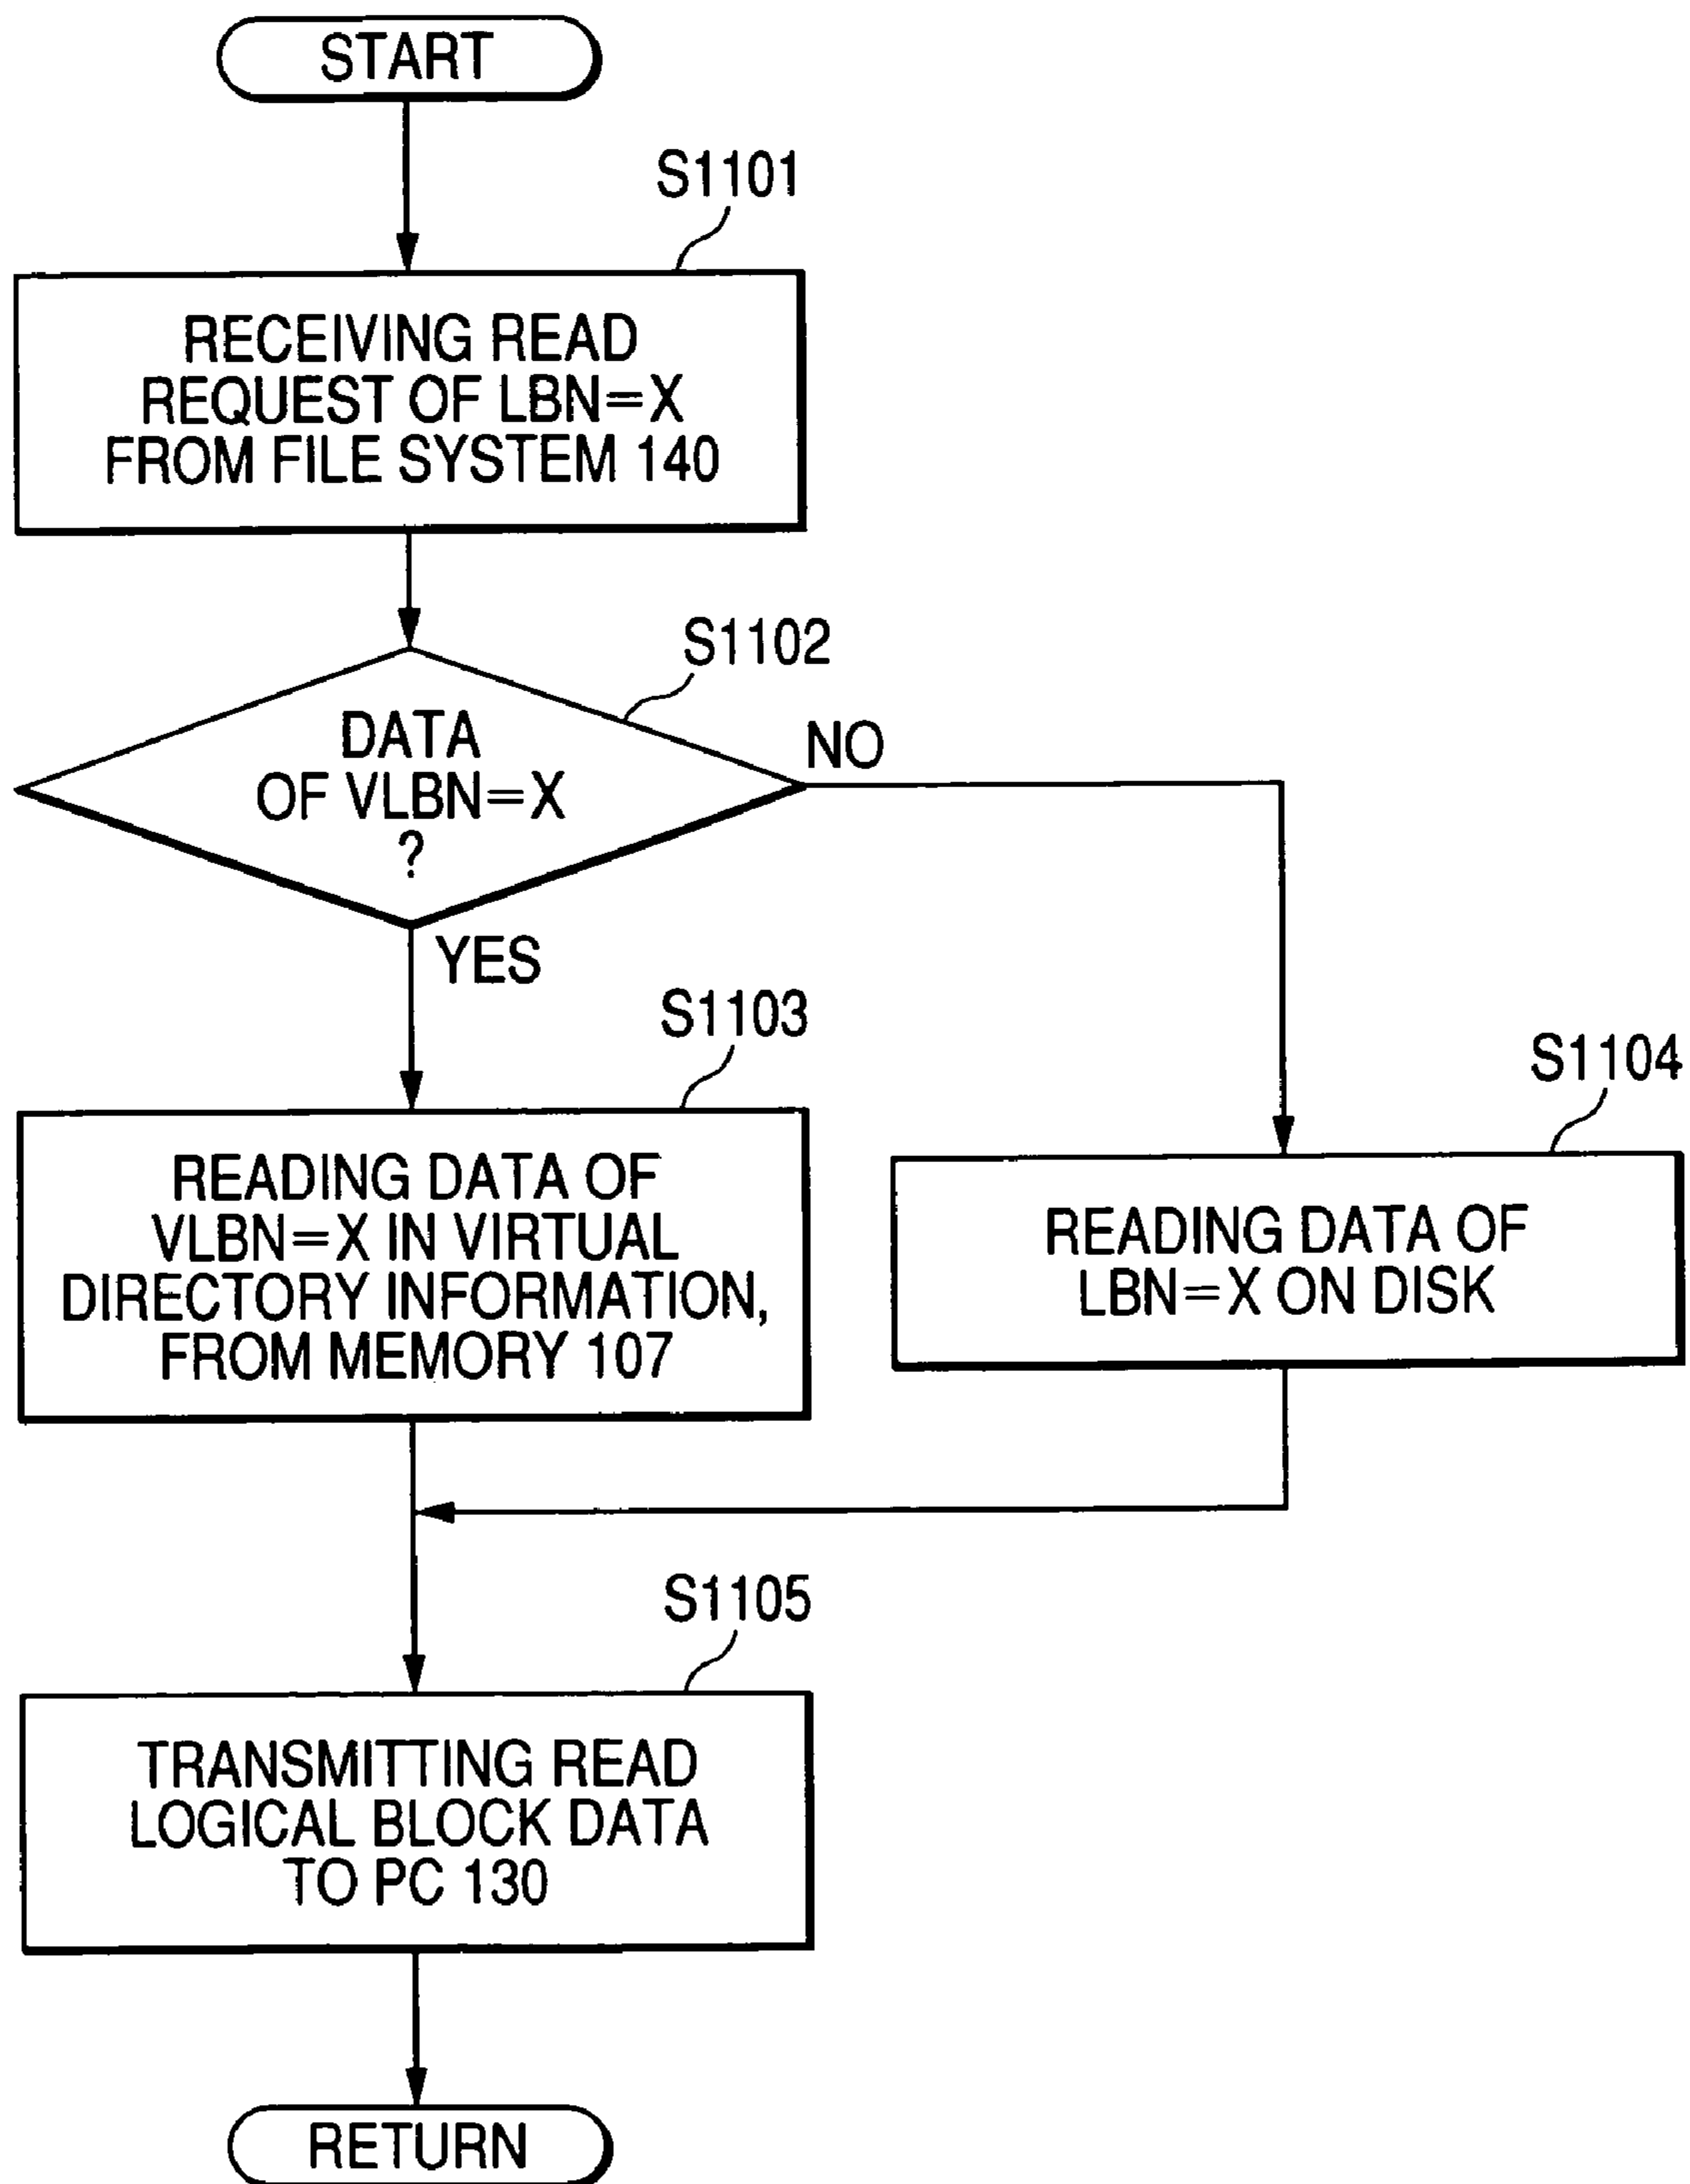 START
S1101
RECEIVING READ
REQUEST OF LBN=X
FROM FILE SYSTEM 140
S1102
DATA
OF VLBN=X
?
NO
YES
S1103
READING DATA OF
VLBN=X IN VIRTUAL
DIRECTORY INFORMATION,
FROM MEMORY 107
S1104
READING DATA OF
LBN=X ON DISK
S1105
TRANSMITTING READ
LOGICAL BLOCK DATA
TO PC 130
RETURN